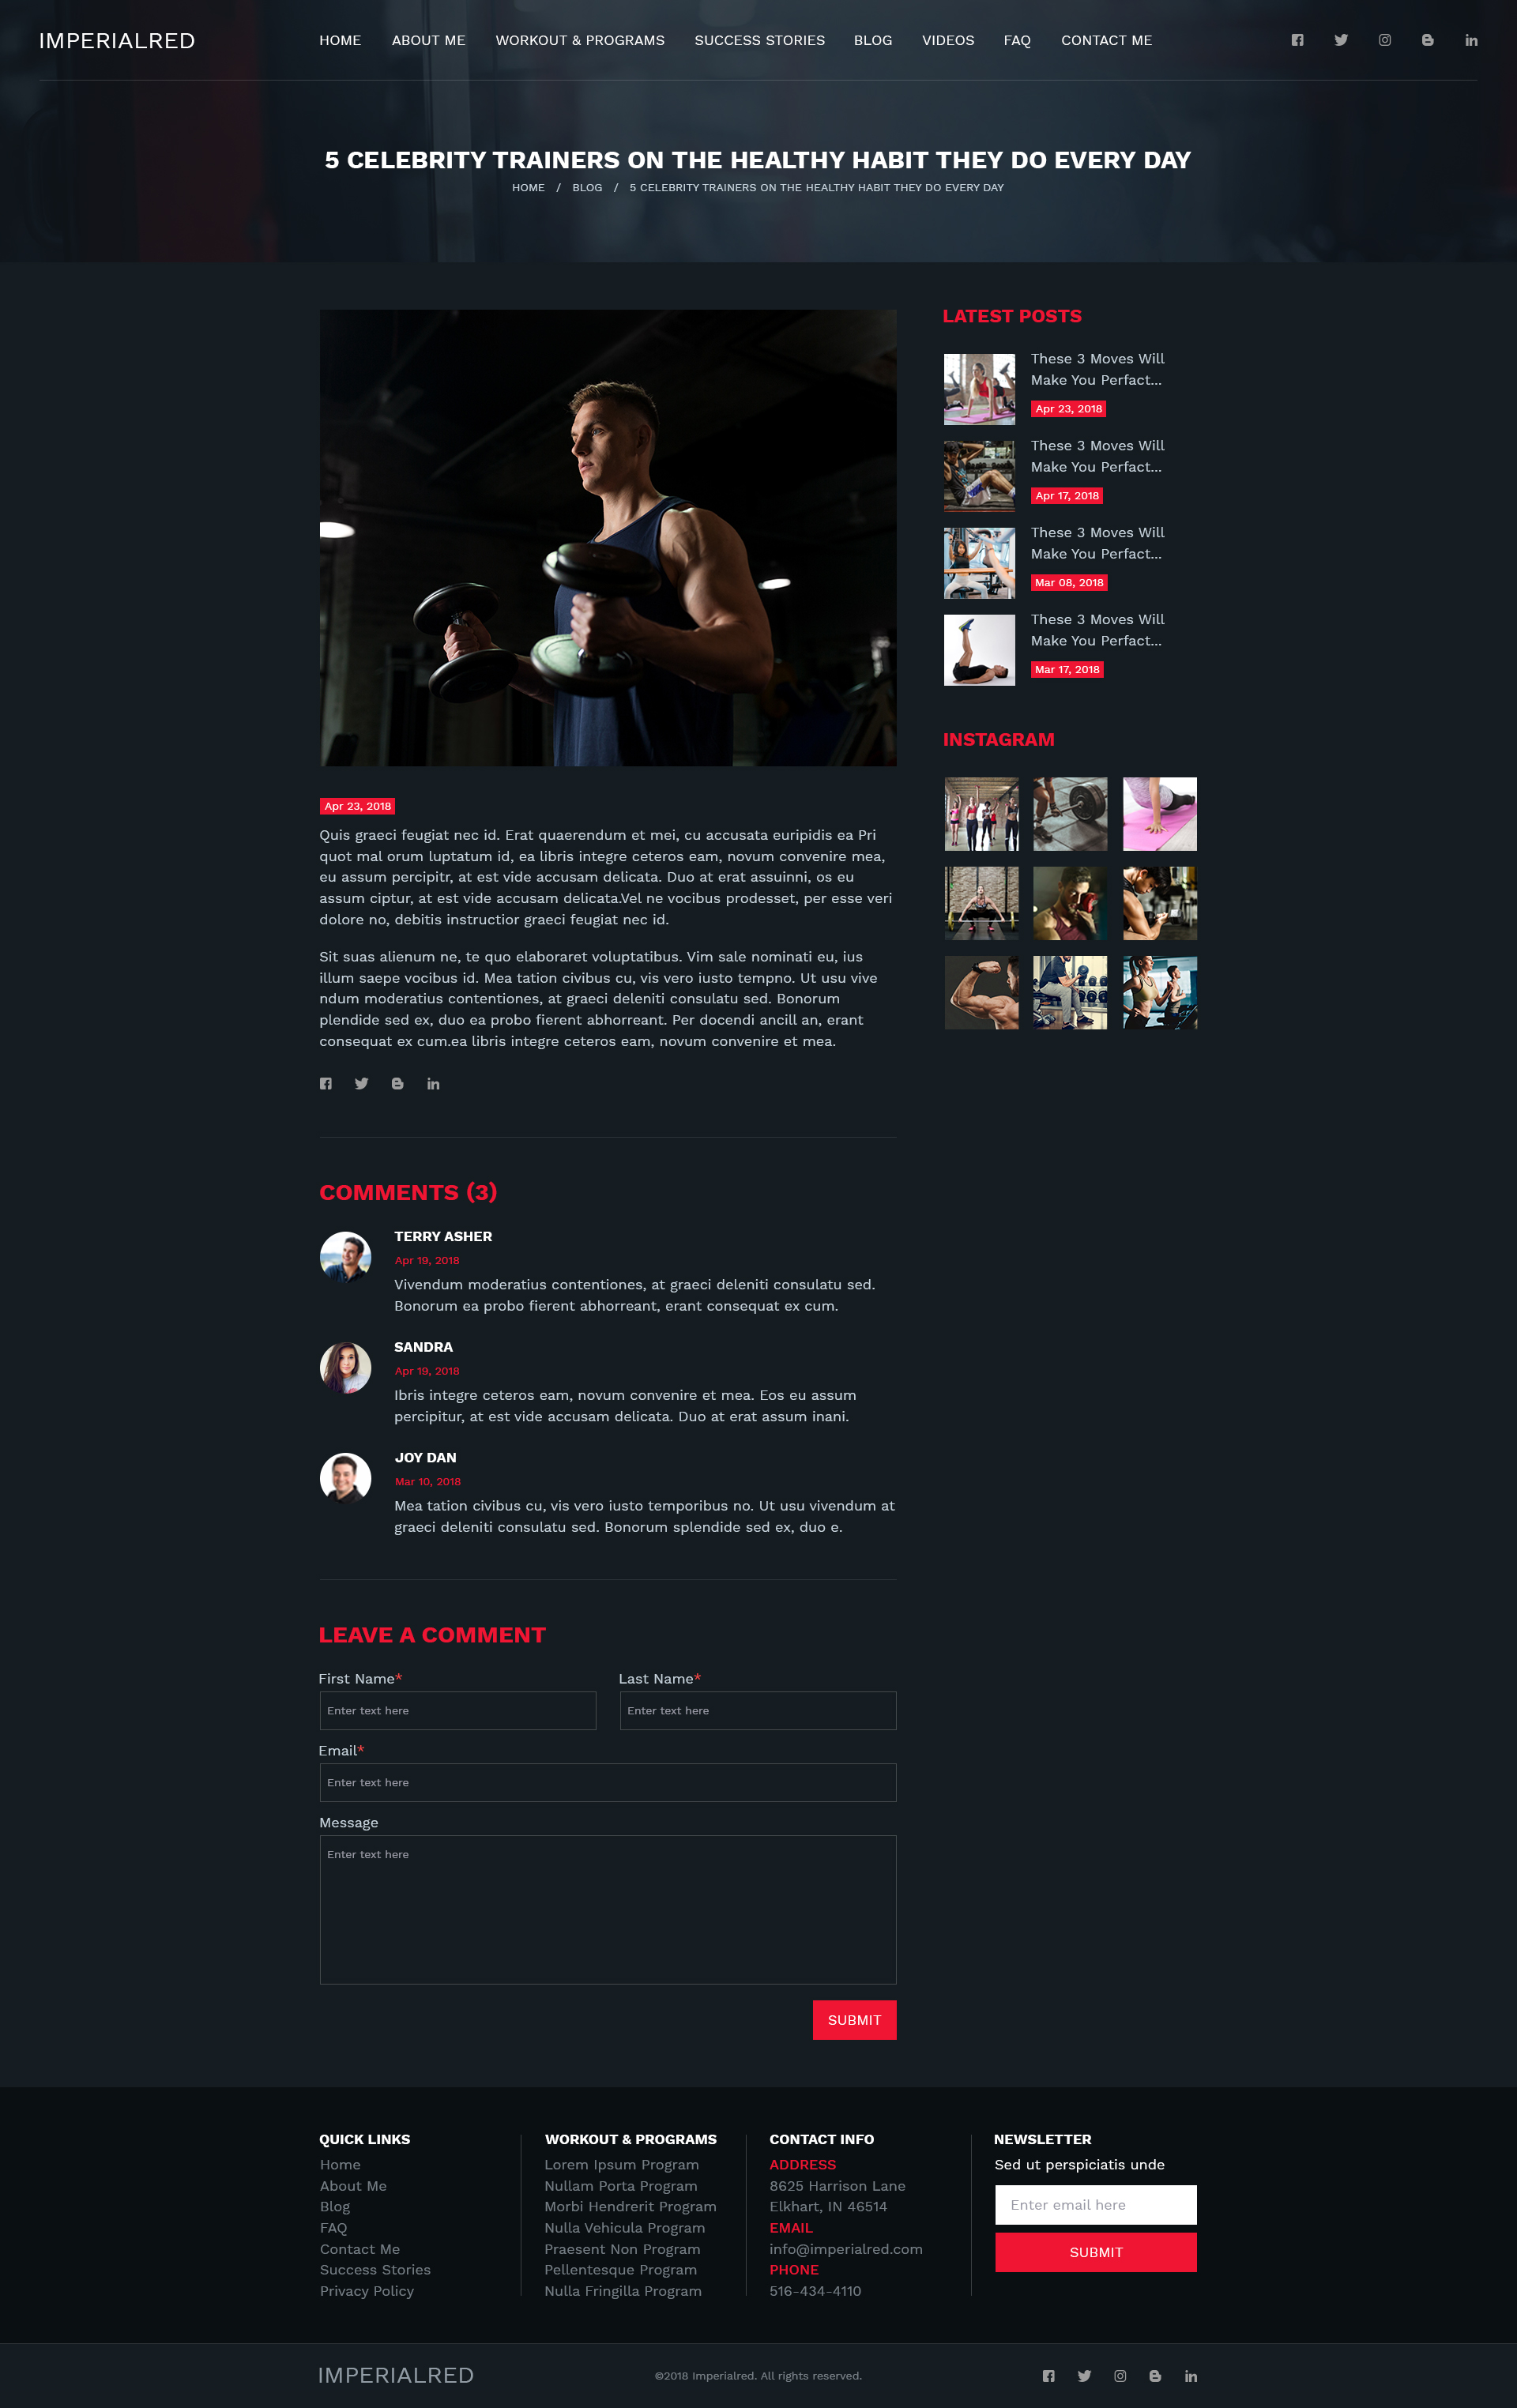 IMPERIALRED
HOME ABOUT ME WORKOUT & PROGRAMS SUCCESS STORIES BLOG VIDEOS FAQ CONTACT ME
5 CELEBRITY TRAINERS ON THE HEALTHY HABIT THEY DO EVERY DAY
HOME / BLOG / 5 CELEBRITY TRAINERS ON THE HEALTHY HABIT THEY DO EVERY DAY
Apr 23, 2018
Quis graeci feugiat nec id. Erat quaerendum et mei, cu accusata euripidis ea Pri
quot mal orum luptatum id, ea libris integre ceteros eam, novum convenire mea,
eu assum percipitr, at est vide accusam delicata. Duo at erat assuinni, os eu
assum ciptur, at est vide accusam delicata.Vel ne vocibus prodesset, per esse veri
dolore no, debitis instructior graeci feugiat nec id.
Sit suas alienum ne, te quo elaboraret voluptatibus. Vim sale nominati eu, ius
illum saepe vocibus id. Mea tation civibus cu, vis vero iusto tempno. Ut usu vive
ndum moderatius contentiones, at graeci deleniti consulatu sed. Bonorum
plendide sed ex, duo ea probo fierent abhorreant. Per docendi ancill an, erant
consequat ex cum.ea libris integre ceteros eam, novum convenire et mea.
COMMENTS (3)
TERRY ASHER
Apr 19, 2018
Vivendum moderatius contentiones, at graeci deleniti consulatu sed.
Bonorum ea probo fierent abhorreant, erant consequat ex cum.
SANDRA
Apr 19, 2018
Ibris integre ceteros eam, novum convenire et mea. Eos eu assum
percipitur, at est vide accusam delicata. Duo at erat assum inani.
JOY DAN
Mar 10, 2018
Mea tation civibus cu, vis vero iusto temporibus no. Ut usu vivendum at
graeci deleniti consulatu sed. Bonorum splendide sed ex, duo e.
LEAVE A COMMENT
First Name* Last Name*
Enter text here Enter text here
Email*
Enter text here
Message
Enter text here
SUBMIT
LATEST POSTS
These 3 Moves Will
Make You Perfact...
Apr 23, 2018
These 3 Moves Will
Make You Perfact...
Apr 17, 2018
These 3 Moves Will
Make You Perfact...
Mar 08, 2018
These 3 Moves Will
Make You Perfact...
Mar 17, 2018
INSTAGRAM
QUICK LINKS
Home
About Me
Blog
FAQ
Contact Me
Success Stories
Privacy Policy
WORKOUT & PROGRAMS
Lorem Ipsum Program
Nullam Porta Program
Morbi Hendrerit Program
Nulla Vehicula Program
Praesent Non Program
Pellentesque Program
Nulla Fringilla Program
CONTACT INFO
ADDRESS
8625 Harrison Lane
Elkhart, IN 46514
EMAIL
info@imperialred.com
PHONE
516-434-4110
NEWSLETTER
Sed ut perspiciatis unde
Enter email here
SUBMIT
IMPERIALRED
©2018 Imperialred. All rights reserved.